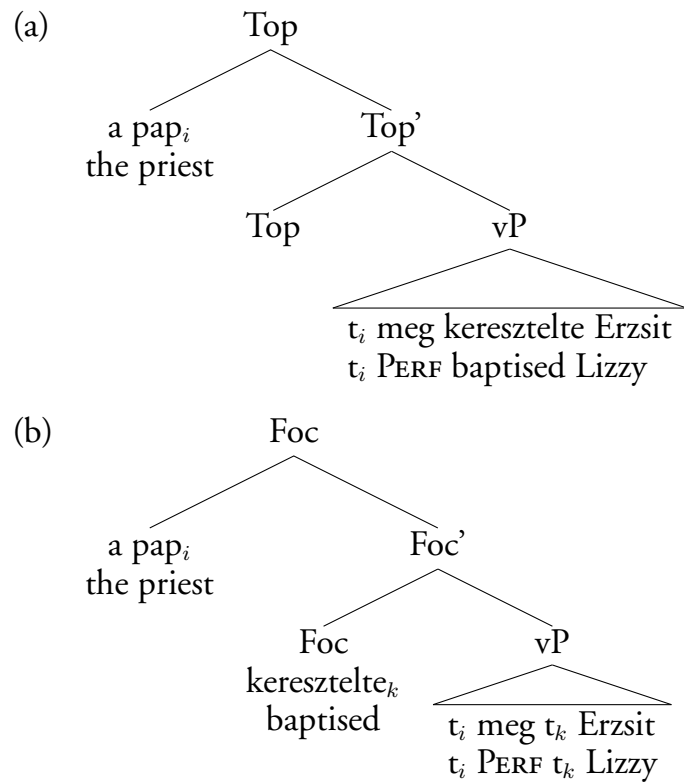 (a)
Top
a papᵢ
the priest
Top’
Top
vP
tᵢ meg keresztelte Erzsit
tᵢ Perf baptised Lizzy
(b)
Foc
a papᵢ
the priest
Foc’
Foc
keresztelteₖ
baptised
vP
tᵢ meg tₖ Erzsit
tᵢ Perf tₖ Lizzy